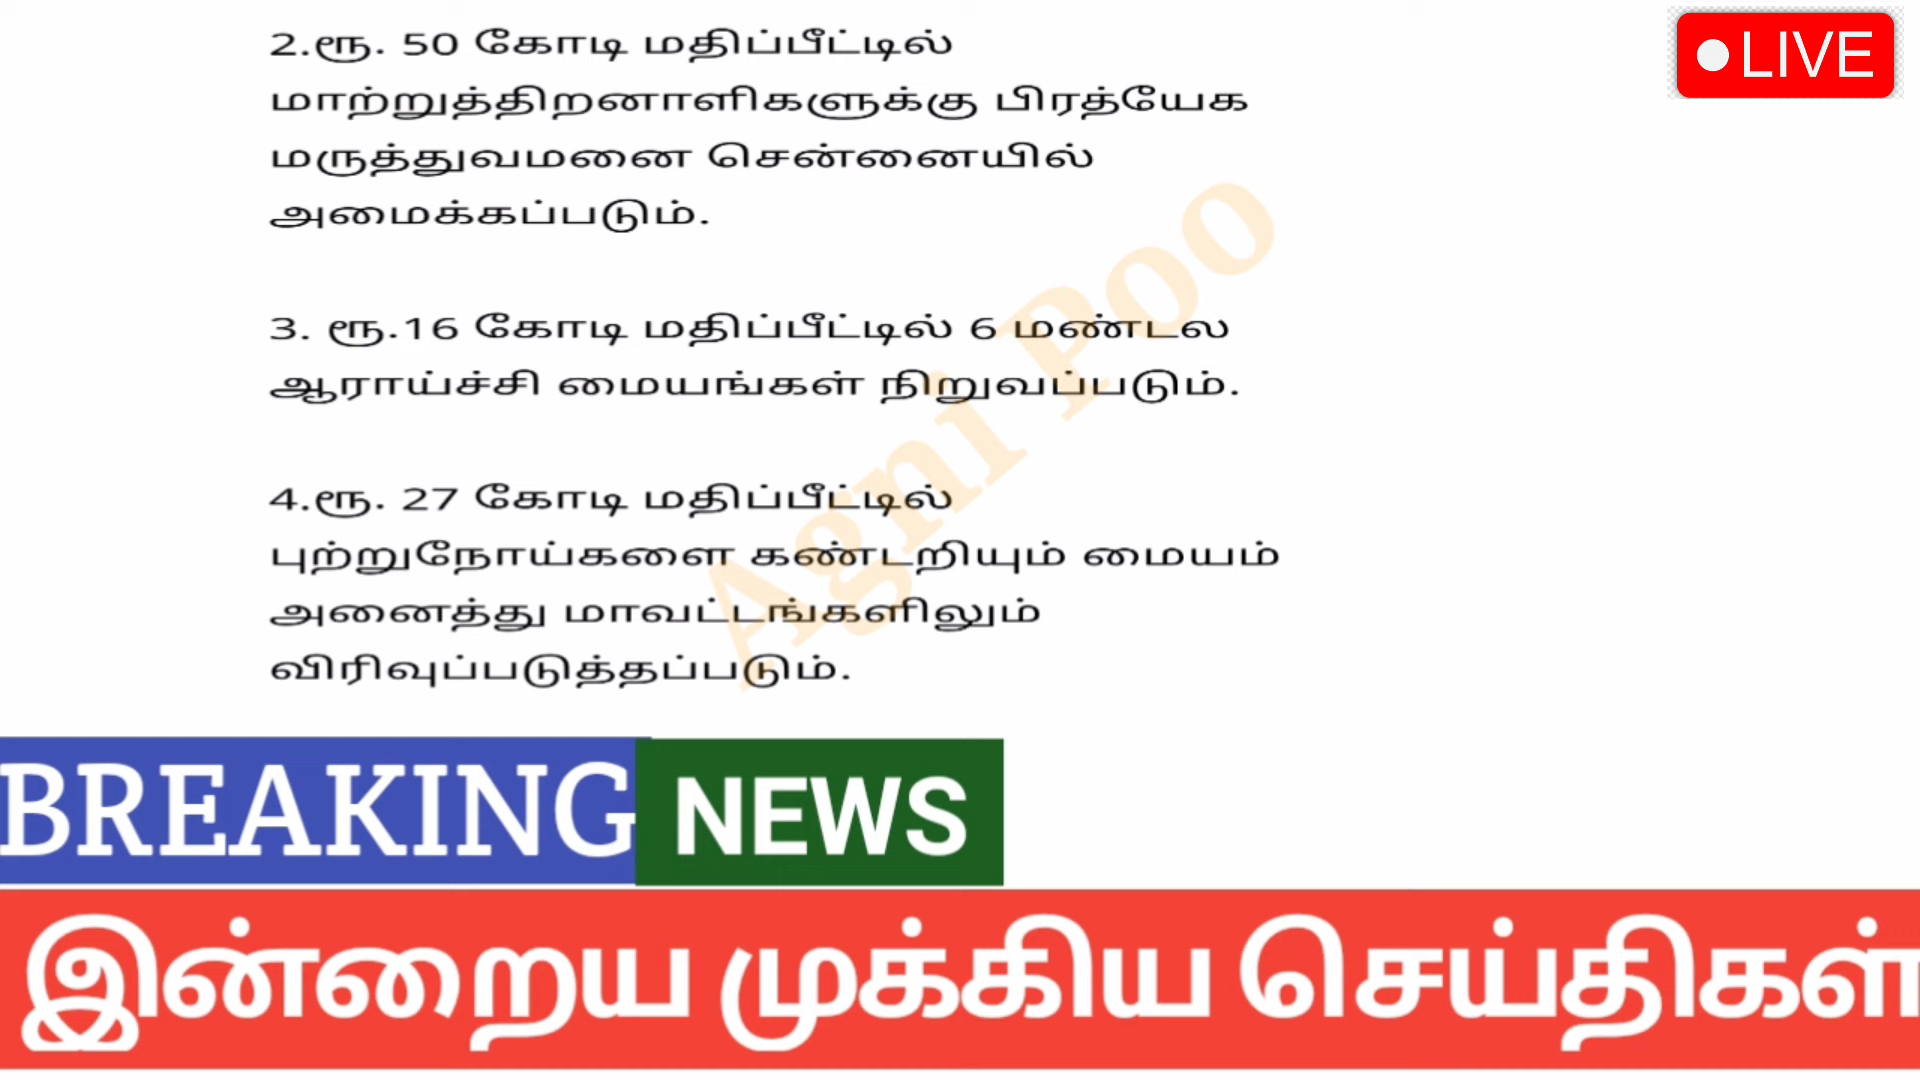 2.ரூ. 50 கோடி மதிப்பீட்டில்
மாற்றுத்திறனாளிகளுக்கு பிரத்யேக
மருத்துவமனை சென்னையில்
அமைக்கப்படும்.
3. ரூ.16 கோடி மதிப்பீட்டில் 6 மண்டல
ஆராய்ச்சி மையங்கள் நிறுவப்படும்.
4.ரூ. 27 கோடி மதிப்பீட்டில்
புற்றுநோய்களை கண்டறியும் மையம்
அனைத்து மாவட்டங்களிலும்
விரிவுப்படுத்தப்படும்.
Agni Poo
LIVE
BREAKING NEWS
இன்றைய முக்கிய செய்திகள்